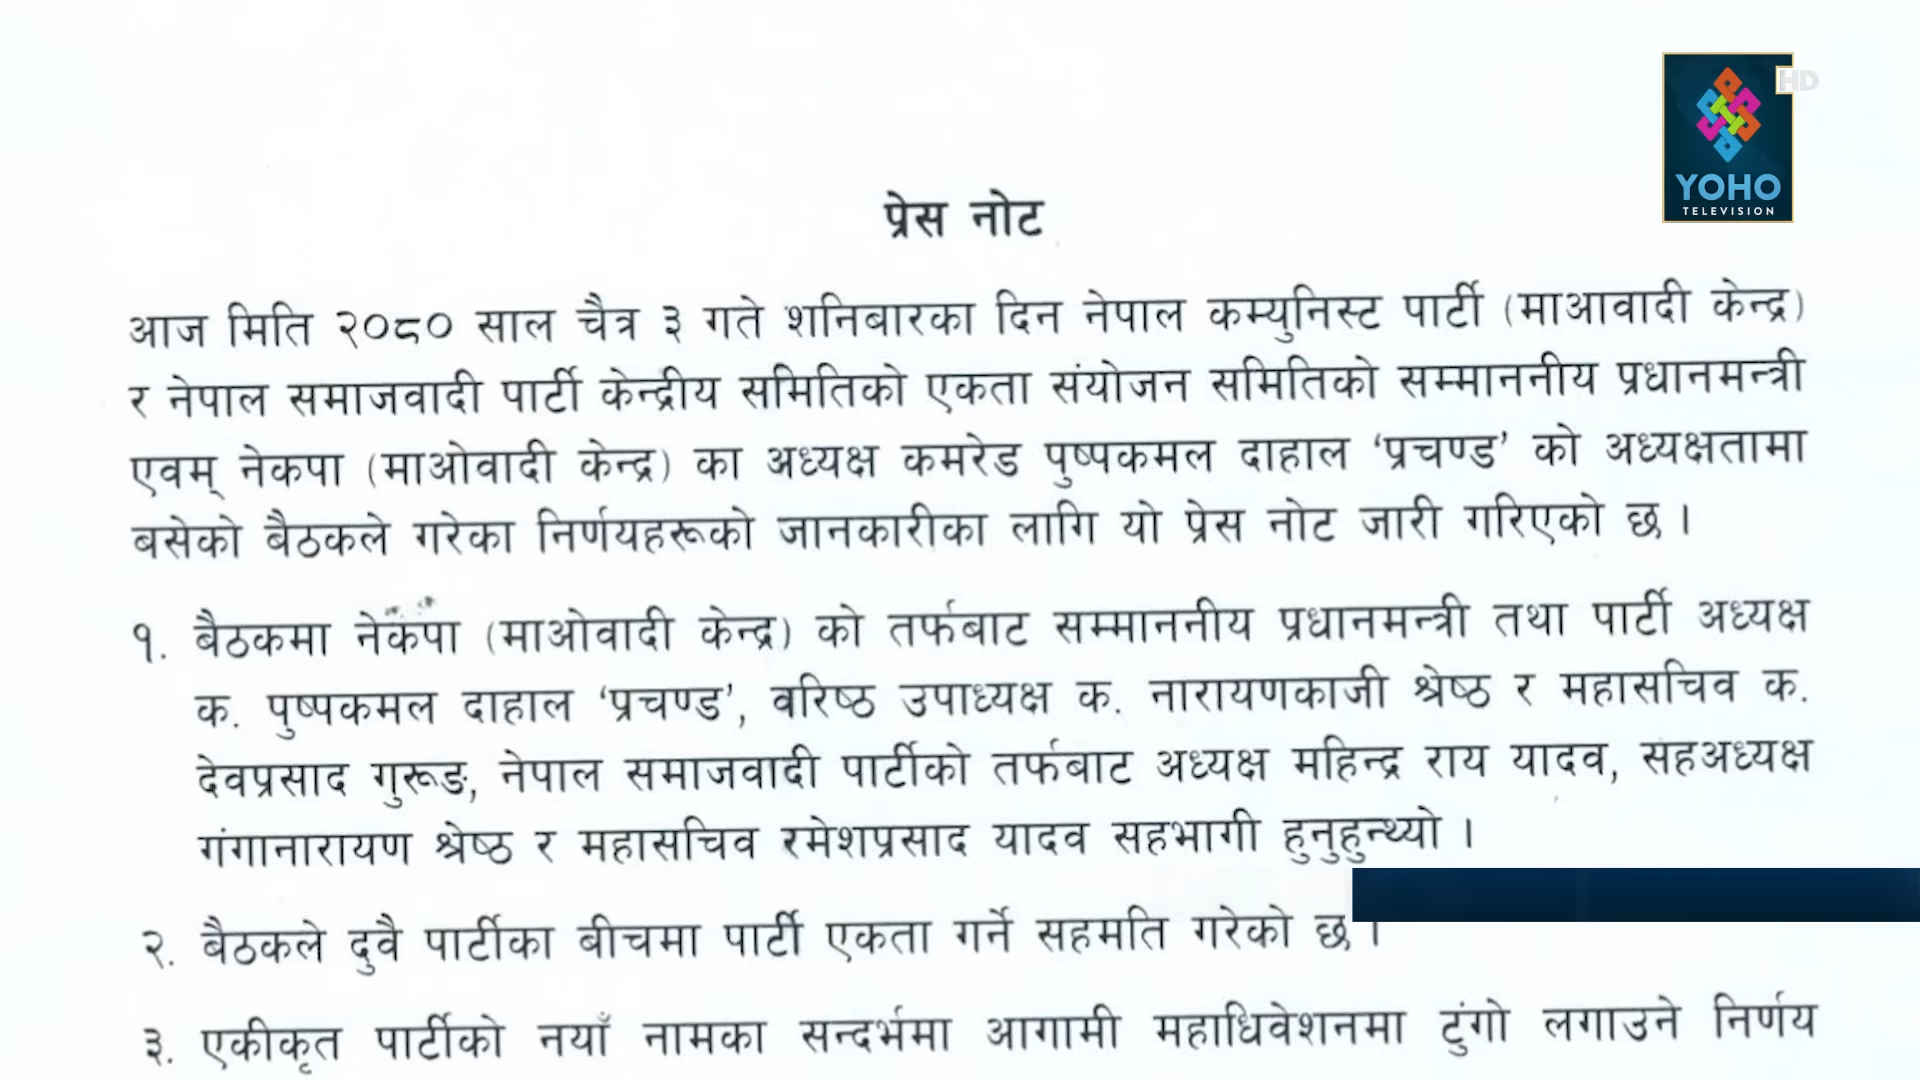 HD
YOHO
TELEVISION
प्रेस नोट
आज मिति २०८० साल चैत्र ३ गते शनिबारका दिन नेपाल कम्युनिस्ट पार्टी (माआवादी केन्द्र)
र नेपाल समाजवादी पार्टी केन्द्रीय समितिको एकता संयोजन समितिको सम्माननीय प्रधानमन्त्री
एवम् नेकपा (माओवादी केन्द्र) का अध्यक्ष कमरेड पुष्पकमल दाहाल ‘प्रचण्ड’ को अध्यक्षतामा
बसेको बैठकले गरेका निर्णयहरूको जानकारीका लागि यो प्रेस नोट जारी गरिएको छ ।
१. बैठकमा नेकपा (माओवादी केन्द्र) को तर्फबाट सम्माननीय प्रधानमन्त्री तथा पार्टी अध्यक्ष
क. पुष्पकमल दाहाल ‘प्रचण्ड’, वरिष्ठ उपाध्यक्ष क. नारायणकाजी श्रेष्ठ र महासचिव क.
देवप्रसाद गुरूङ, नेपाल समाजवादी पार्टीको तर्फबाट अध्यक्ष महिन्द्र राय यादव, सहअध्यक्ष
गंगानारायण श्रेष्ठ र महासचिव रमेशप्रसाद यादव सहभागी हुनुहुन्थ्यो ।
२. बैठकले दुवै पार्टीका बीचमा पार्टी एकता गर्ने सहमति गरेको छ ।
३. एकीकृत पार्टीको नयाँ नामका सन्दर्भमा आगामी महाधिवेशनमा टुंगो लगाउने निर्णय